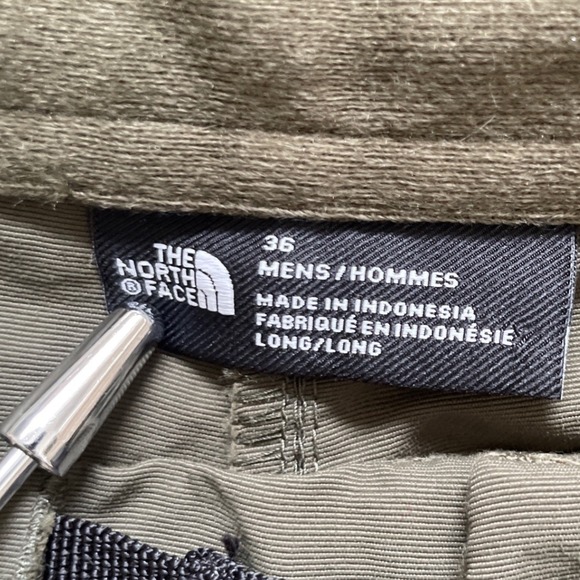 THE
NORTH
® FACE
36
MENS/HOMMES
MADE IN INDONESIA
FABRIQUÉ EN INDONÉSIE
LONG/LONG